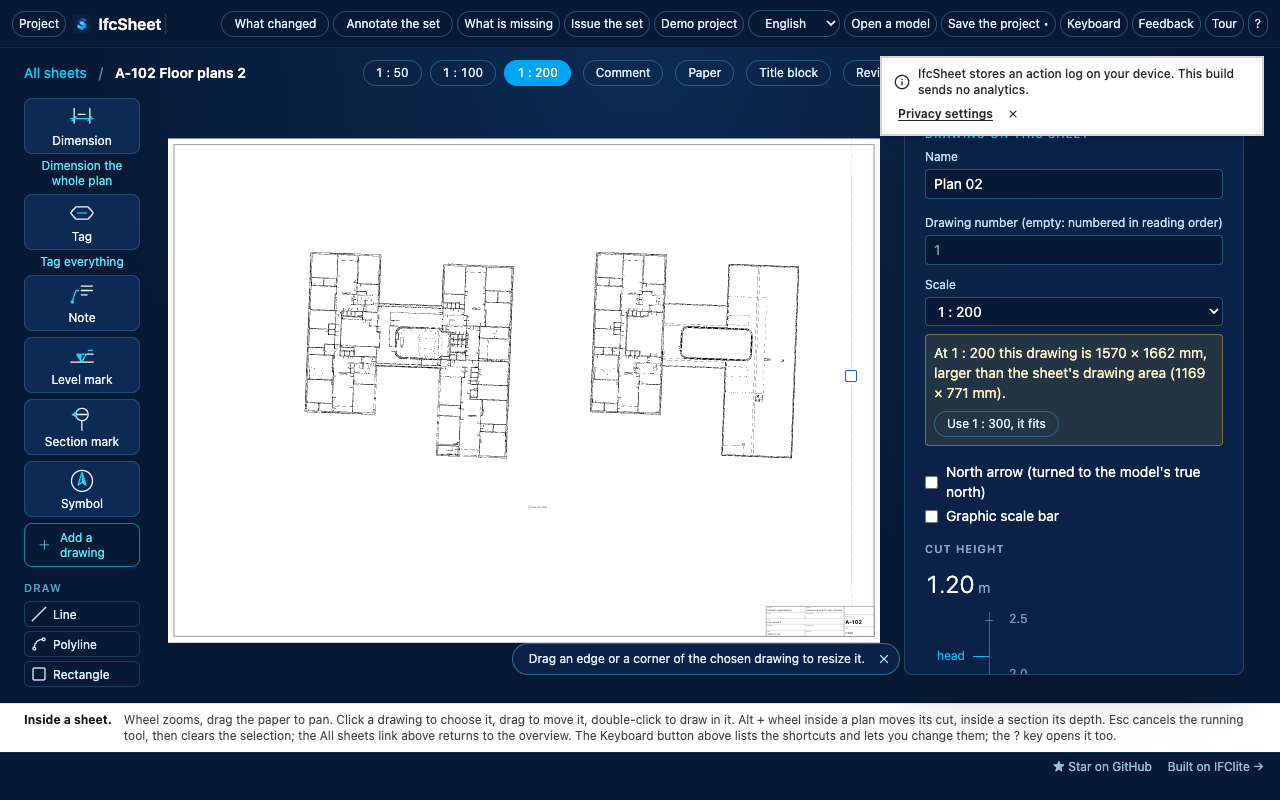 Project
IfcSheet
What changed
Annotate the set
What is missing
Issue the set
Demo project
English
Open a model
Save the project •
Keyboard
Feedback
Tour
?
All sheets / A-102 Floor plans 2
1 : 50
1 : 100
1 : 200
Comment
Paper
Title block
Revi
IfcSheet stores an action log on your device. This build
sends no analytics.
Privacy settings ×
Dimension
Dimension the
whole plan
Tag
Tag everything
Note
Level mark
Section mark
Symbol
+ Add a
drawing
DRAW
Line
Polyline
Rectangle
A-102
Drag an edge or a corner of the chosen drawing to resize it. ×
DRAWING ON THIS SHEET
Name
Plan 02
Drawing number (empty: numbered in reading order)
1
Scale
1 : 200
At 1 : 200 this drawing is 1570 × 1662 mm,
larger than the sheet's drawing area (1169
× 771 mm).
Use 1 : 300, it fits
North arrow (turned to the model's true
north)
Graphic scale bar
CUT HEIGHT
1.20 m
2.5
head
2.0
Inside a sheet. Wheel zooms, drag the paper to pan. Click a drawing to choose it, drag to move it, double-click to draw in it. Alt + wheel inside a plan moves its cut, inside a section its depth. Esc cancels the running
tool, then clears the selection; the All sheets link above returns to the overview. The Keyboard button above lists the shortcuts and lets you change them; the ? key opens it too.
★ Star on GitHub
Built on IFClite →